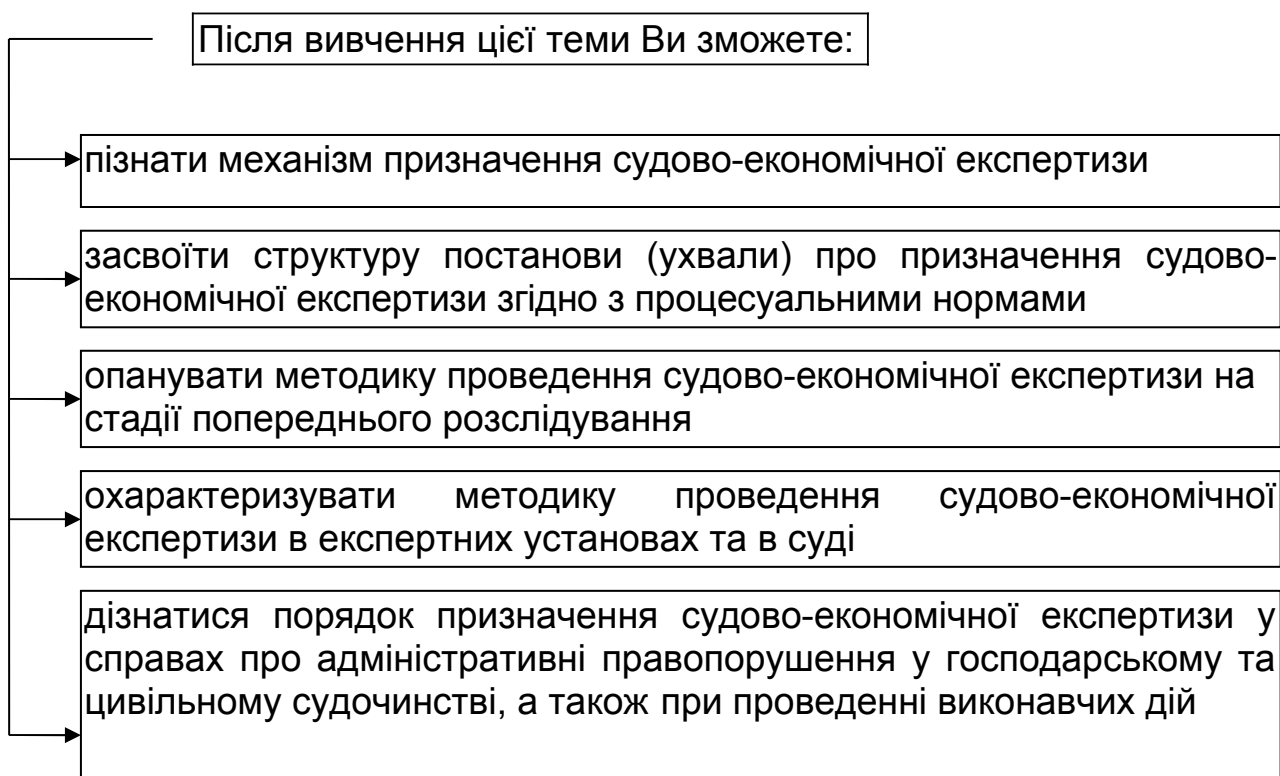 Після вивчення цієї теми Ви зможете:
пізнати механізм призначення судово-економічної експертизи
засвоїти структуру постанови (ухвали) про призначення судово-
економічної експертизи згідно з процесуальними нормами
опанувати методику проведення судово-економічної експертизи на
стадії попереднього розслідування
охарактеризувати методику проведення судово-економічної
експертизи в експертних установах та в суді
дізнатися порядок призначення судово-економічної експертизи у
справах про адміністративні правопорушення у господарському та
цивільному судочинстві, а також при проведенні виконавчих дій